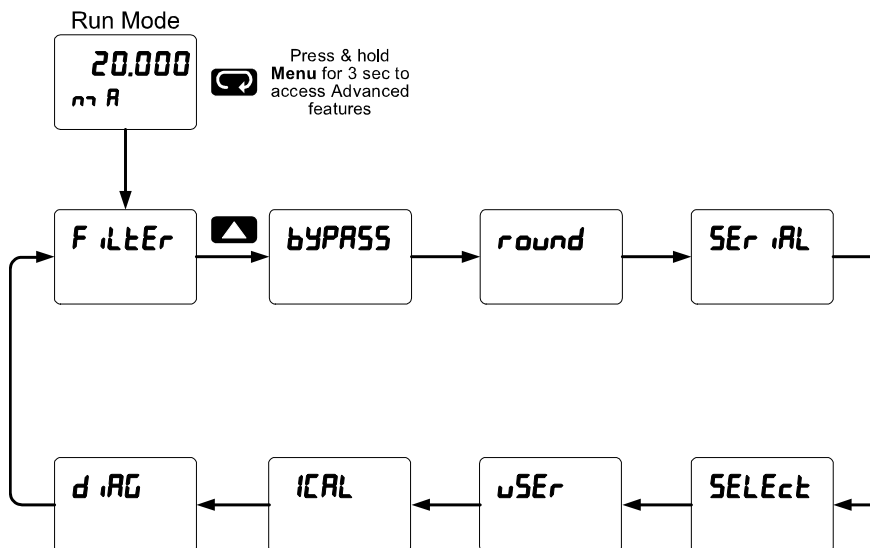 Run Mode
20.000
mA
Press & hold
Menu for 3 sec to
access Advanced
features
FiLtEr
bYPASS
round
SEriAL
diAG
ICAL
uSEr
SELEct